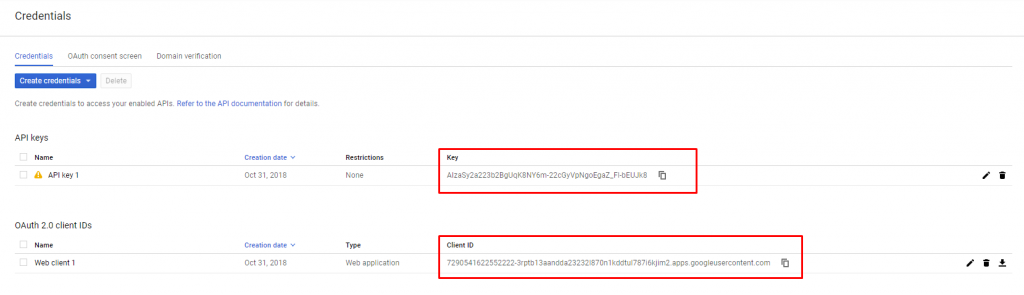 Credentials
Credentials OAuth consent screen Domain verification
Create credentials Delete
Create credentials to access your enabled APIs. Refer to the API documentation for details.
API keys
Name Creation date Restrictions Key
API key 1 Oct 31, 2018 None AIzaSy2a223b2BgUqK8NY6m-22cGyVpNgoEgaZ_FI-bEUJk8
OAuth 2.0 client IDs
Name Creation date Type Client ID
Web client 1 Oct 31, 2018 Web application 7290541622552222-3rptb13aandda23232l870n1kddtul787i6kjim2.apps.googleusercontent.com